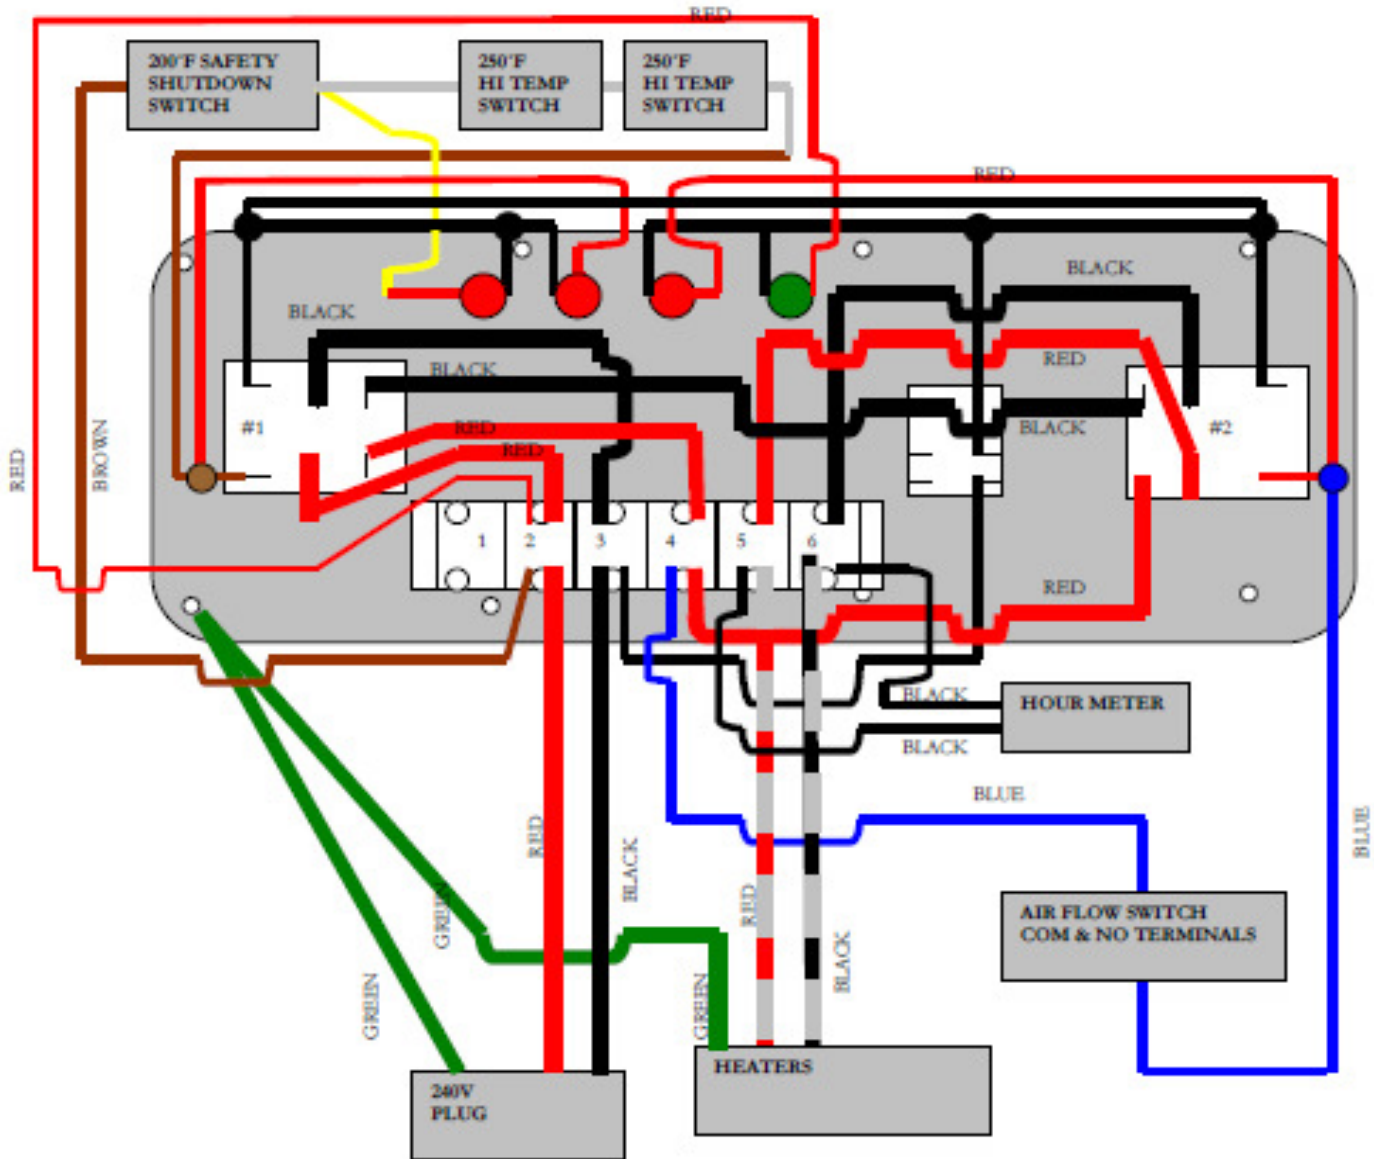 RED
200°F SAFETY
SHUTDOWN
SWITCH
250°F
HI TEMP
SWITCH
250°F
HI TEMP
SWITCH
RED
BLACK
BLACK
RED
BLACK
#1
RED
BLACK
#2
RED
RED
BROWN
1
2
3
4
5
6
RED
BLACK
HOUR METER
BLACK
BLUE
RED
BLACK
BLUE
GREEN
RED
AIR FLOW SWITCH
COM & NO TERMINALS
BLACK
GREEN
GREEN
HEATERS
240V
PLUG